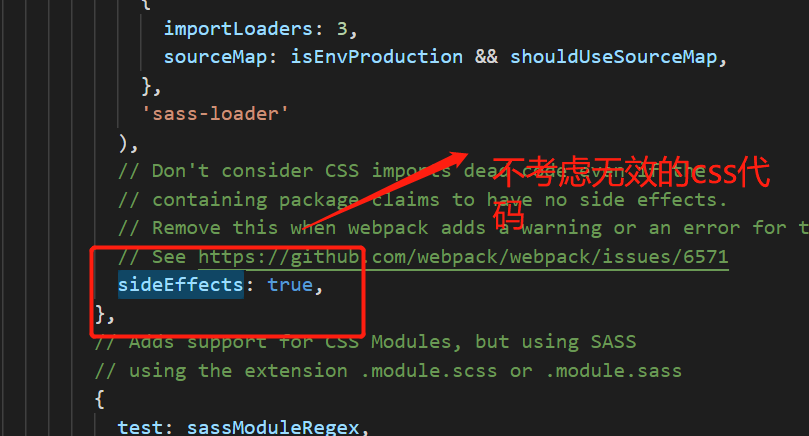 {
importLoaders: 3,
sourceMap: isEnvProduction && shouldUseSourceMap,
},
'sass-loader'
),
// Don't consider CSS imports dead code even if the
// containing package claims to have no side effects.
// Remove this when webpack adds a warning or an error for t
// See https://github.com/webpack/webpack/issues/6571
不考虑无效的css代
码
sideEffects: true,
},
// Adds support for CSS Modules, but using SASS
// using the extension .module.scss or .module.sass
{
test: sassModuleRegex,